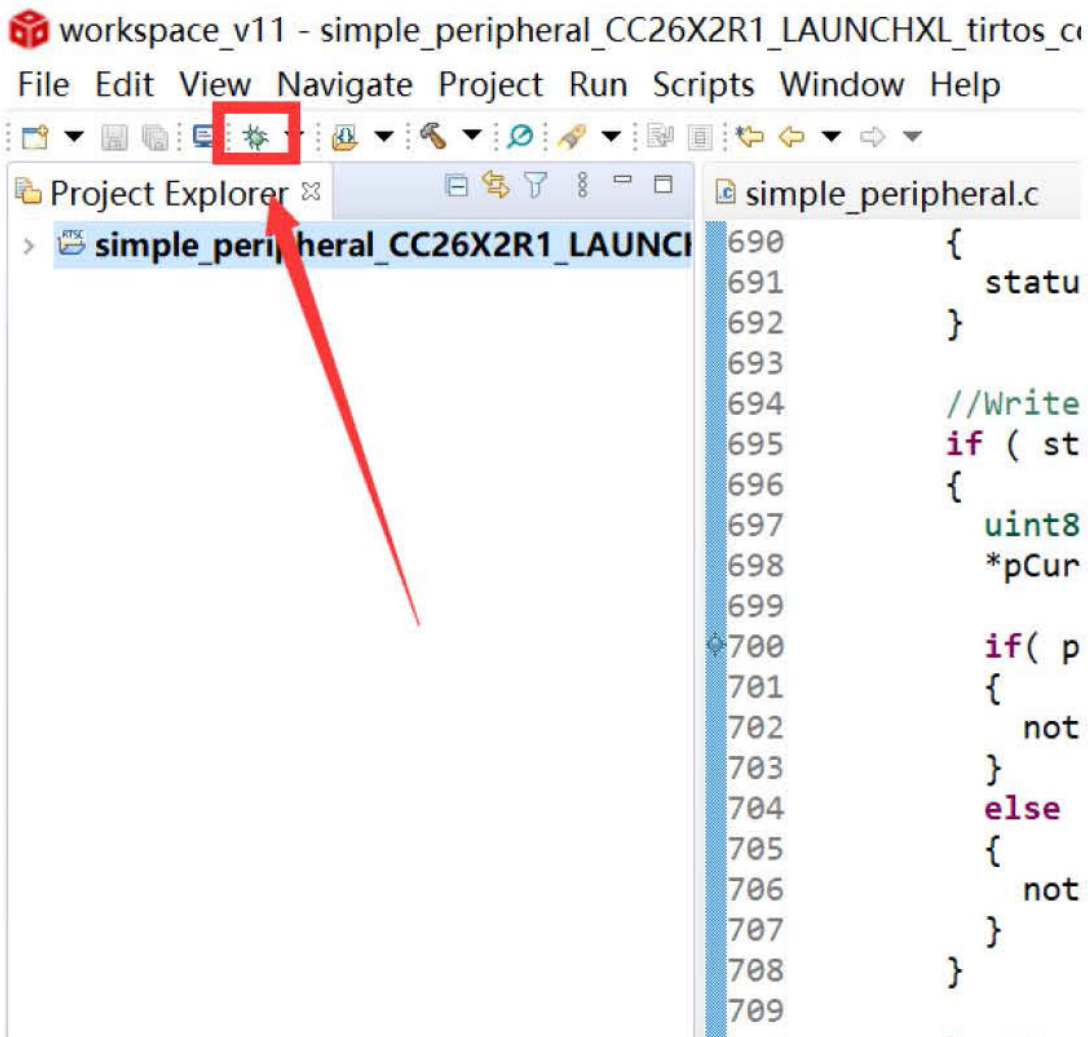 workspace_v11 - simple_peripheral_CC26X2R1_LAUNCHXL_tirtos_c
File Edit View Navigate Project Run Scripts Window Help
Project Explorer
simple_peripheral.c
simple_peripheral_CC26X2R1_LAUNCH
690 {
691 statu
692 }
693
694 //Write
695 if ( st
696 {
697 uint8
698 *pCur
699
700 if( p
701 {
702 not
703 }
704 else
705 {
706 not
707 }
708 }
709